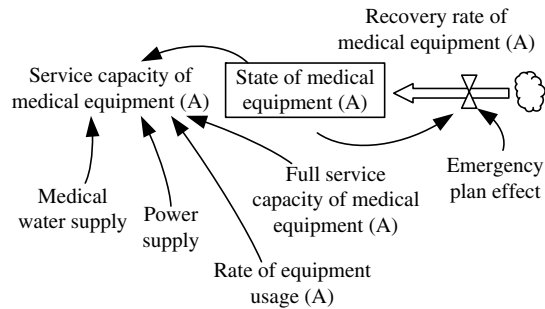 Recovery rate of
medical equipment (A)
Service capacity of
medical equipment (A)
State of medical
equipment (A)
Emergency
plan effect
Full service
capacity of medical
equipment (A)
Medical
water supply
Power
supply
Rate of equipment
usage (A)